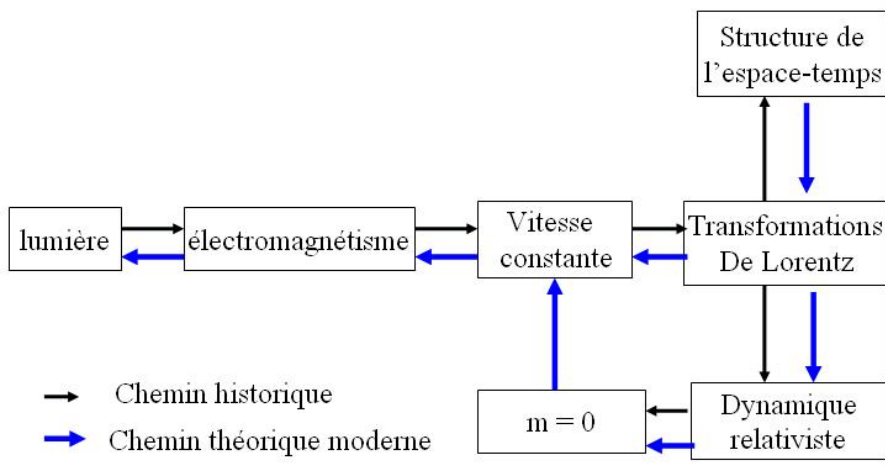 Structure de
l'espace-temps
lumière
électromagnétisme
Vitesse
constante
Transformations
De Lorentz
Chemin historique
Chemin théorique moderne
m = 0
Dynamique
relativiste